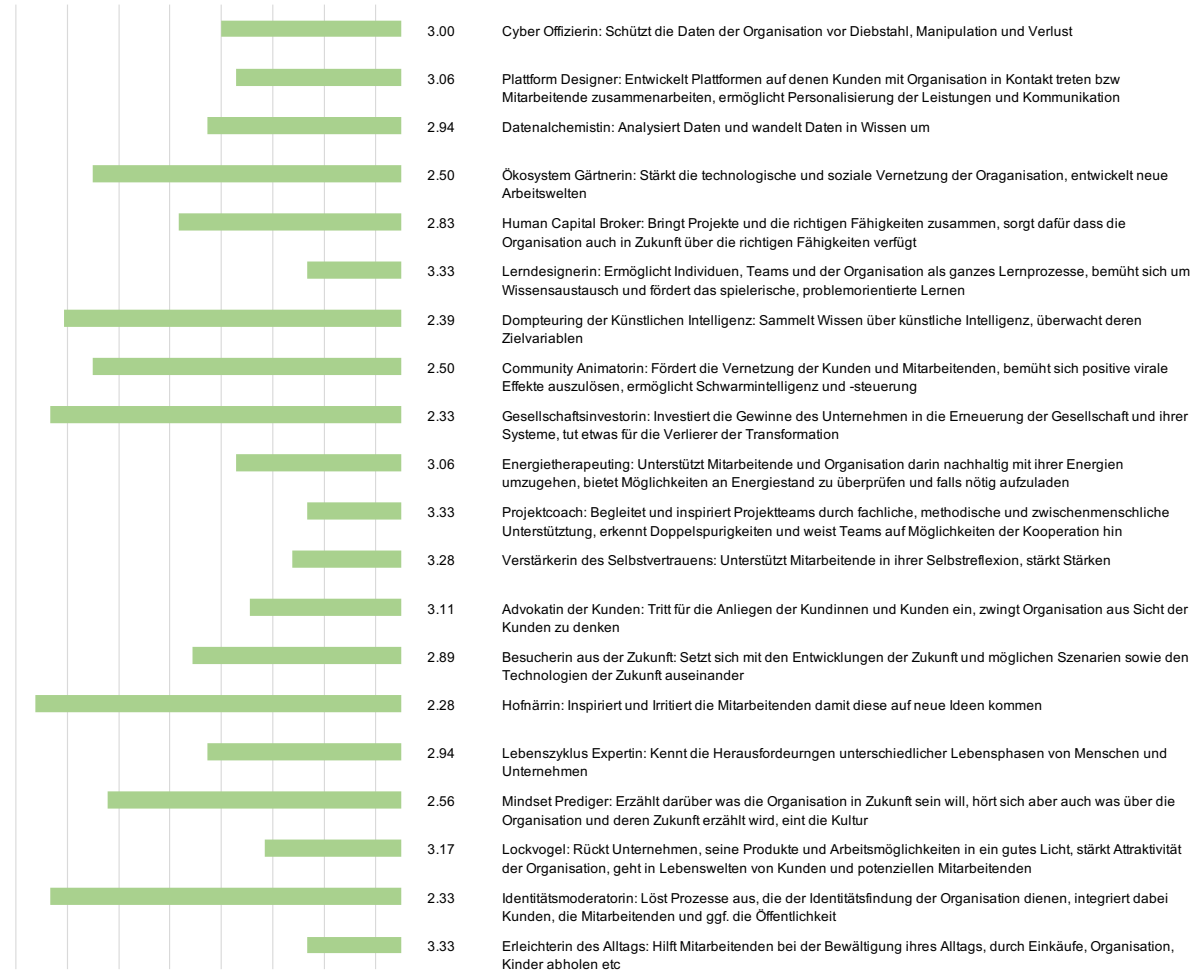 3.00 Cyber Offizierin: Schützt die Daten der Organisation vor Diebstahl, Manipulation und Verlust
3.06 Plattform Designer: Entwickelt Plattformen auf denen Kunden mit Organisation in Kontakt treten bzw
Mitarbeitende zusammenarbeiten, ermöglicht Personalisierung der Leistungen und Kommunikation
2.94 Datenalchemistin: Analysiert Daten und wandelt Daten in Wissen um
2.50 Ökosystem Gärtnerin: Stärkt die technologische und soziale Vernetzung der Oraganisation, entwickelt neue
Arbeitswelten
2.83 Human Capital Broker: Bringt Projekte und die richtigen Fähigkeiten zusammen, sorgt dafür dass die
Organisation auch in Zukunft über die richtigen Fähigkeiten verfügt
3.33 Lerndesignerin: Ermöglicht Individuen, Teams und der Organisation als ganzes Lernprozesse, bemüht sich um
Wissensaustausch und fördert das spielerische, problemorientierte Lernen
2.39 Dompteuring der Künstlichen Intelligenz: Sammelt Wissen über künstliche Intelligenz, überwacht deren
Zielvariablen
2.50 Community Animatorin: Fördert die Vernetzung der Kunden und Mitarbeitenden, bemüht sich positive virale
Effekte auszulösen, ermöglicht Schwarmintelligenz und -steuerung
2.33 Gesellschaftsinvestorin: Investiert die Gewinne des Unternehmen in die Erneuerung der Gesellschaft und ihrer
Systeme, tut etwas für die Verlierer der Transformation
3.06 Energietherapeuting: Unterstützt Mitarbeitende und Organisation darin nachhaltig mit ihrer Energien
umzugehen, bietet Möglichkeiten an Energiestand zu überprüfen und falls nötig aufzuladen
3.33 Projektcoach: Begleitet und inspiriert Projektteams durch fachliche, methodische und zwischenmenschliche
Unterstütztung, erkennt Doppelspurigkeiten und weist Teams auf Möglichkeiten der Kooperation hin
3.28 Verstärkerin des Selbstvertrauens: Unterstützt Mitarbeitende in ihrer Selbstreflexion, stärkt Stärken
3.11 Advokatin der Kunden: Tritt für die Anliegen der Kundinnen und Kunden ein, zwingt Organisation aus Sicht der
Kunden zu denken
2.89 Besucherin aus der Zukunft: Setzt sich mit den Entwicklungen der Zukunft und möglichen Szenarien sowie den
Technologien der Zukunft auseinander
2.28 Hofnärrin: Inspiriert und Irritiert die Mitarbeitenden damit diese auf neue Ideen kommen
2.94 Lebenszyklus Expertin: Kennt die Herausfordeurngen unterschiedlicher Lebensphasen von Menschen und
Unternehmen
2.56 Mindset Prediger: Erzählt darüber was die Organisation in Zukunft sein will, hört sich aber auch was über die
Organisation und deren Zukunft erzählt wird, eint die Kultur
3.17 Lockvogel: Rückt Unternehmen, seine Produkte und Arbeitsmöglichkeiten in ein gutes Licht, stärkt Attraktivität
der Organisation, geht in Lebenswelten von Kunden und potenziellen Mitarbeitenden
2.33 Identitätsmoderatorin: Löst Prozesse aus, die der Identitätsfindung der Organisation dienen, integriert dabei
Kunden, die Mitarbeitenden und ggf. die Öffentlichkeit
3.33 Erleichterin des Alltags: Hilft Mitarbeitenden bei der Bewältigung ihres Alltags, durch Einkäufe, Organisation,
Kinder abholen etc